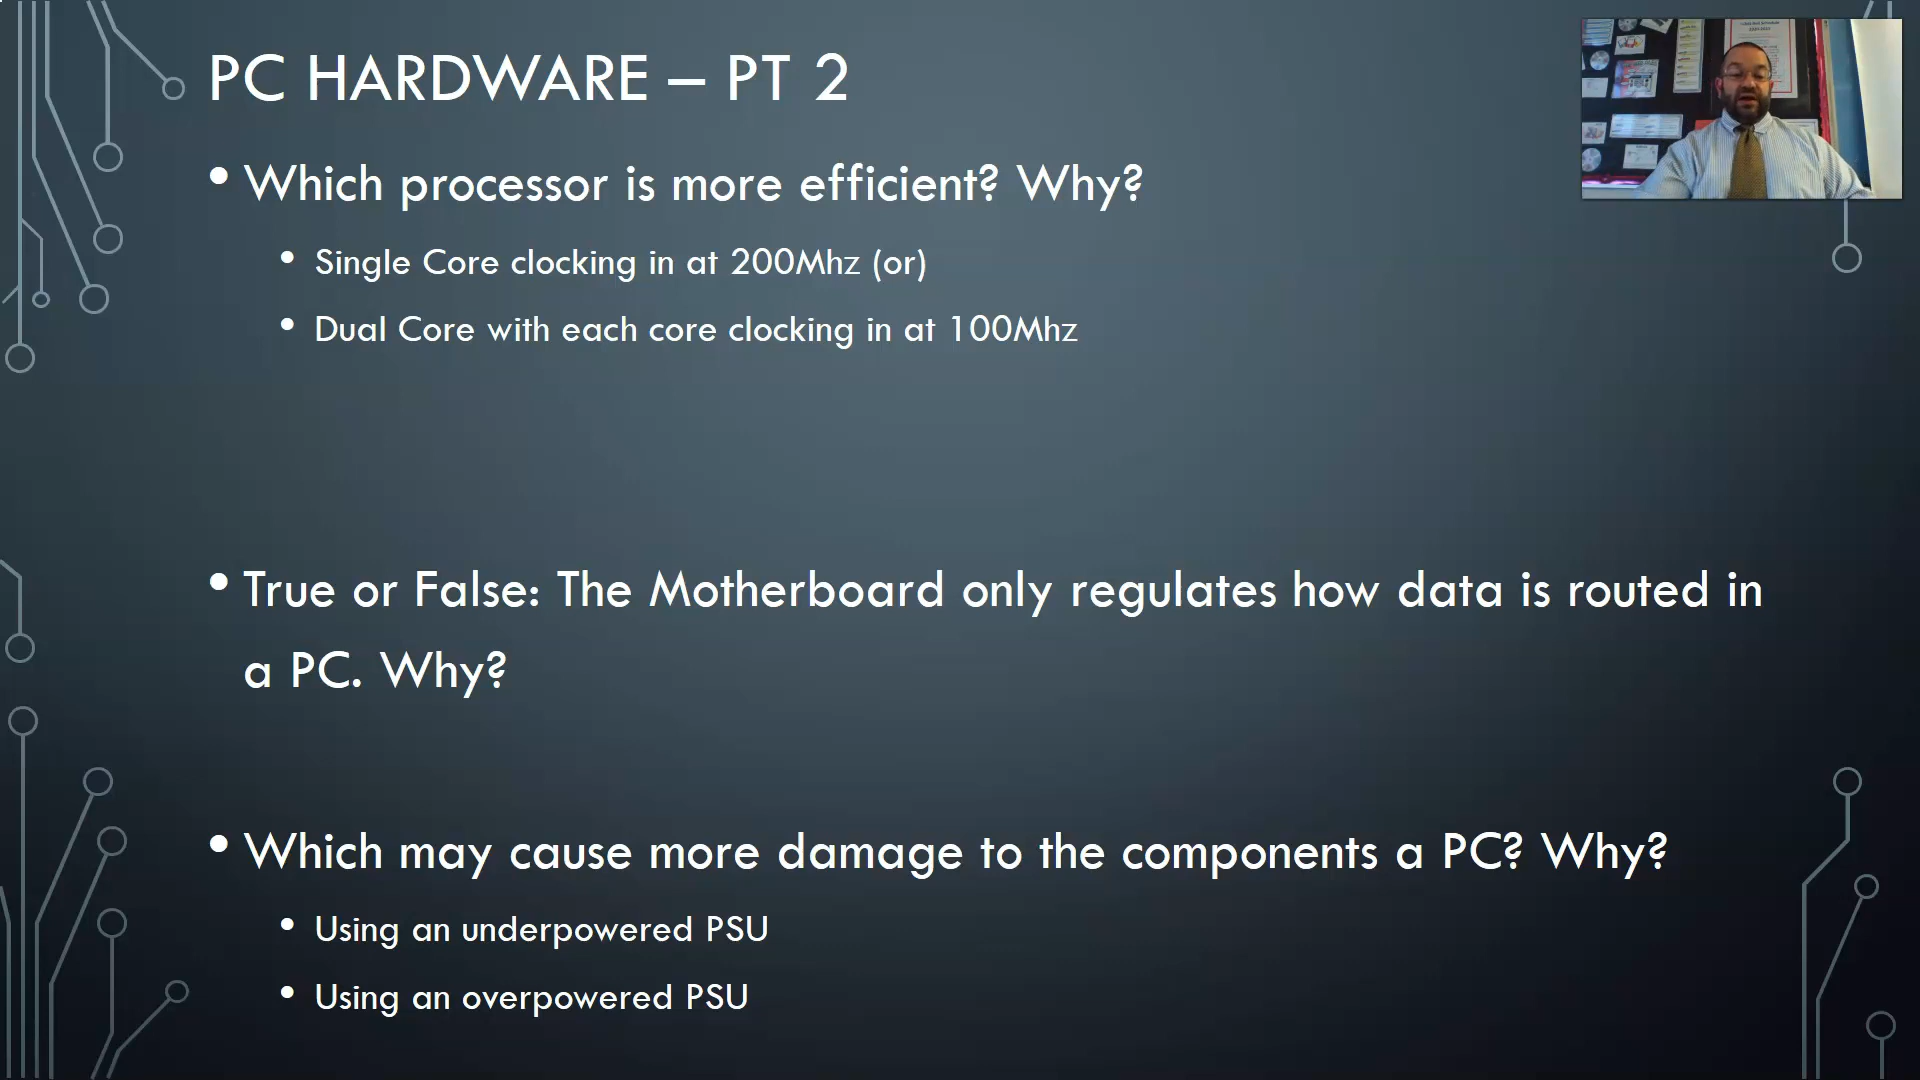 PC HARDWARE – PT 2
• Which processor is more efficient? Why?
• Single Core clocking in at 200Mhz (or)
• Dual Core with each core clocking in at 100Mhz
• True or False: The Motherboard only regulates how data is routed in
a PC. Why?
• Which may cause more damage to the components a PC? Why?
• Using an underpowered PSU
• Using an overpowered PSU